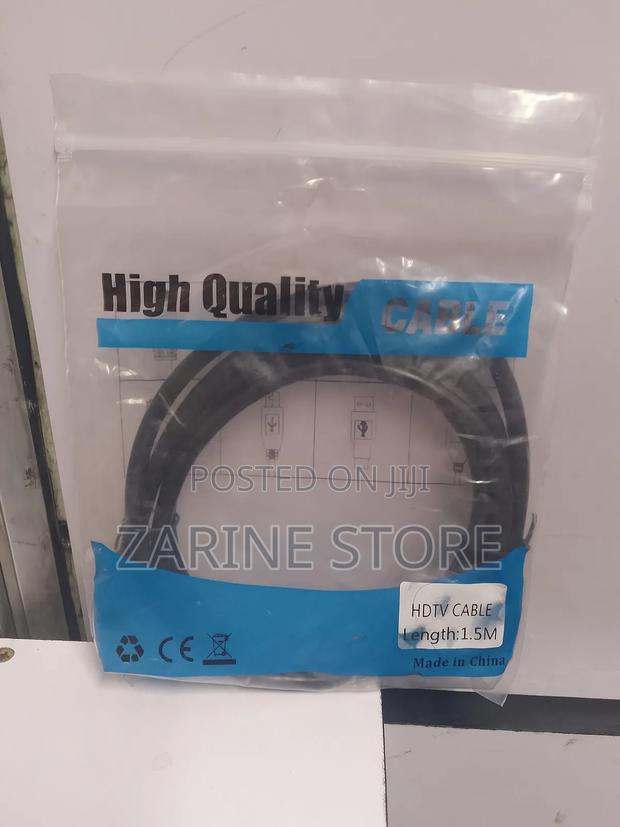 High Quality CABLE
POSTED ON JIJI
ZARINE STORE
HDTV CABLE
Length:1.5M
CE
Made in China